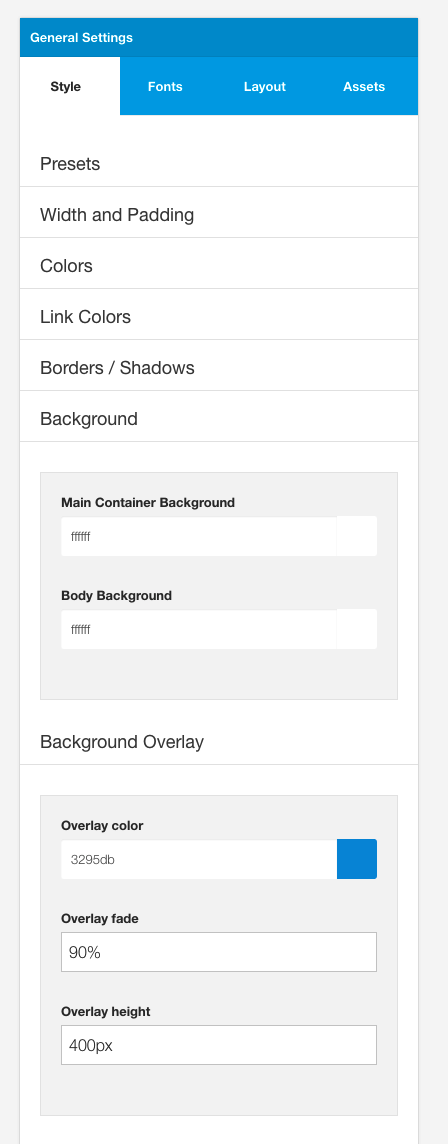 General Settings
Style Fonts Layout Assets
Presets
Width and Padding
Colors
Link Colors
Borders / Shadows
Background
Main Container Background
ffffff
Body Background
ffffff
Background Overlay
Overlay color
3295db
Overlay fade
90%
Overlay height
400px